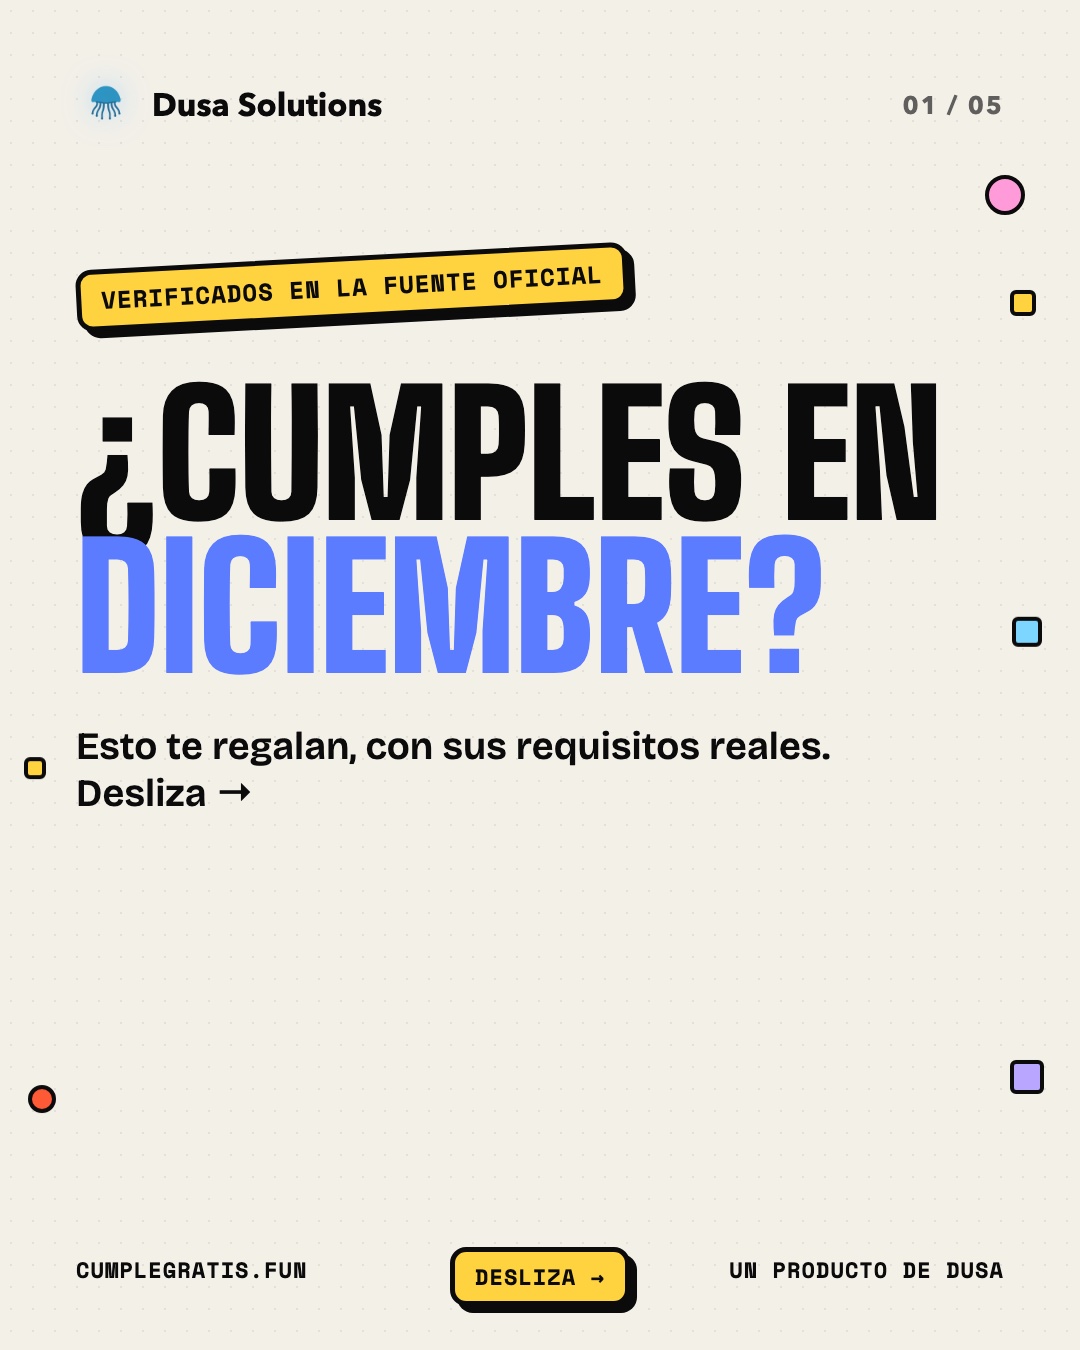 Dusa Solutions
01 / 05
VERIFICADOS EN LA FUENTE OFICIAL
¿CUMPLES EN
DICIEMBRE?
Esto te regalan, con sus requisitos reales.
Desliza →
CUMPLEGRATIS.FUN
DESLIZA →
UN PRODUCTO DE DUSA